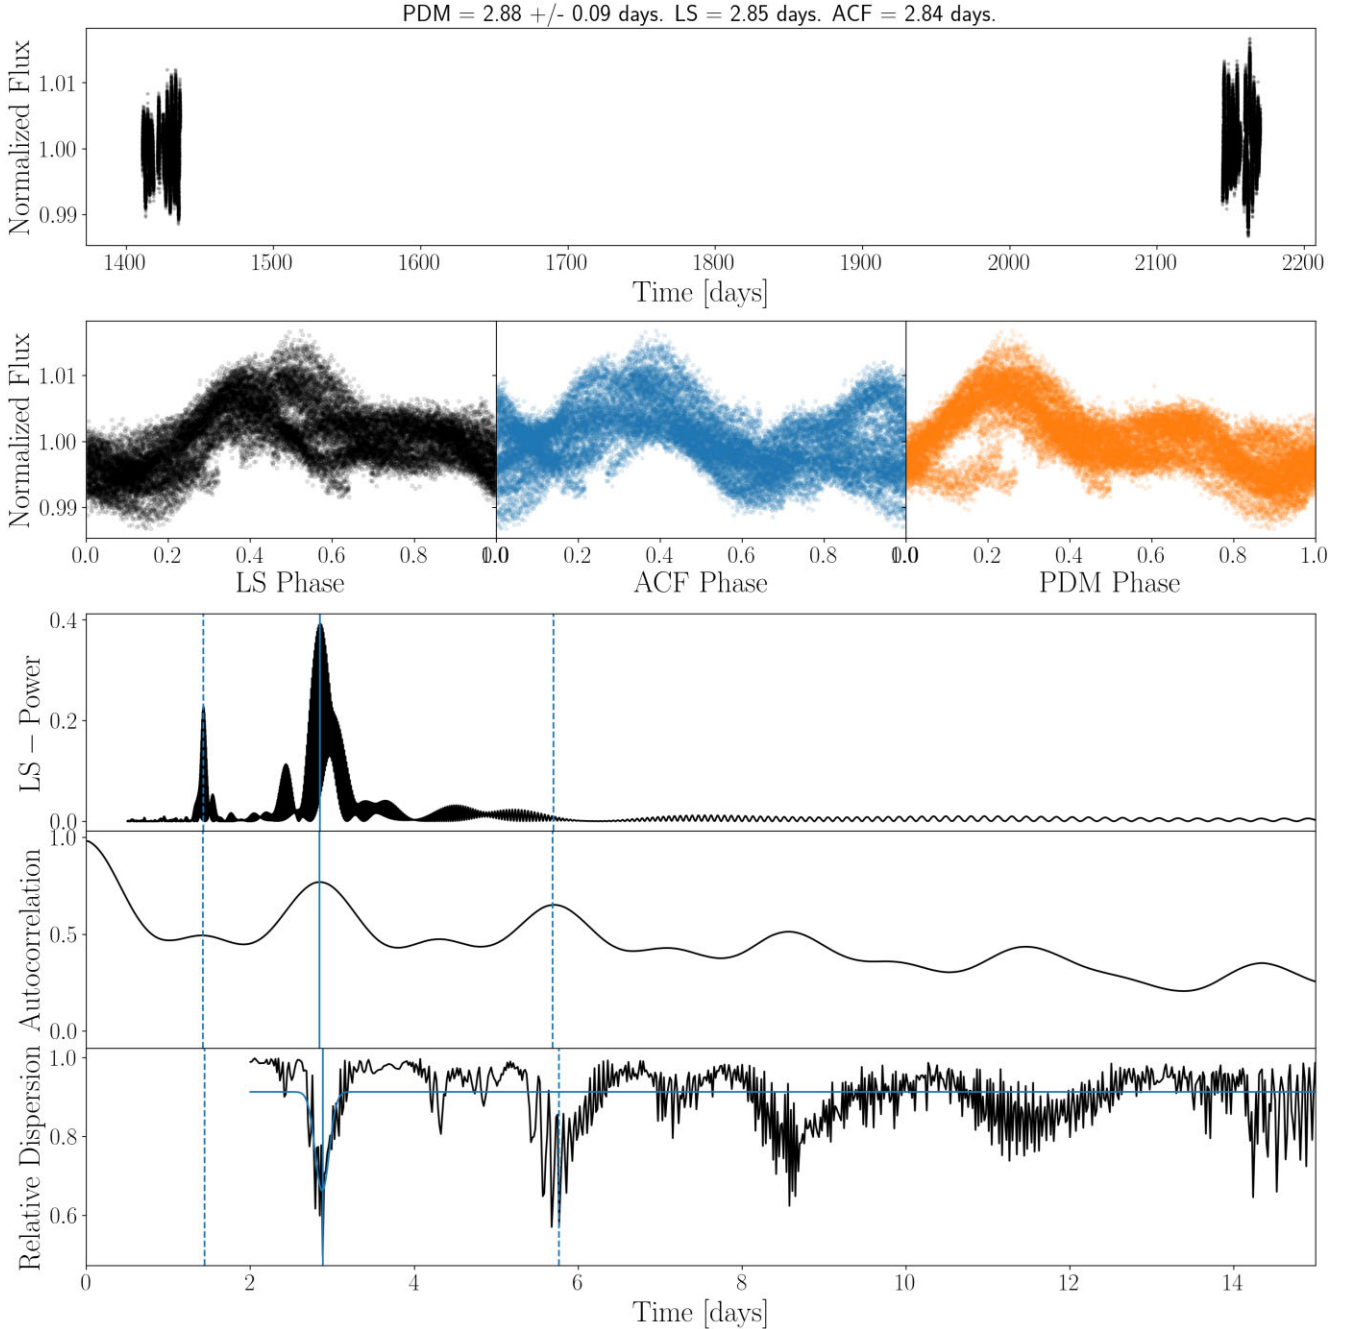 PDM = 2.88 +/- 0.09 days. LS = 2.85 days. ACF = 2.84 days.
Normalized Flux
1.01
1.00
0.99
1400 1500 1600 1700 1800 1900 2000 2100 2200
Time [days]
Normalized Flux
1.01
1.00
0.99
0.0 0.2 0.4 0.6 0.8 1.0
0.0 0.2 0.4 0.6 0.8 1.0
0.0 0.2 0.4 0.6 0.8 1.0
LS Phase
ACF Phase
PDM Phase
LS − Power
0.4
0.2
0.0
Autocorrelation
1.0
0.5
0.0
Relative Dispersion
1.0
0.8
0.6
0 2 4 6 8 10 12 14
Time [days]